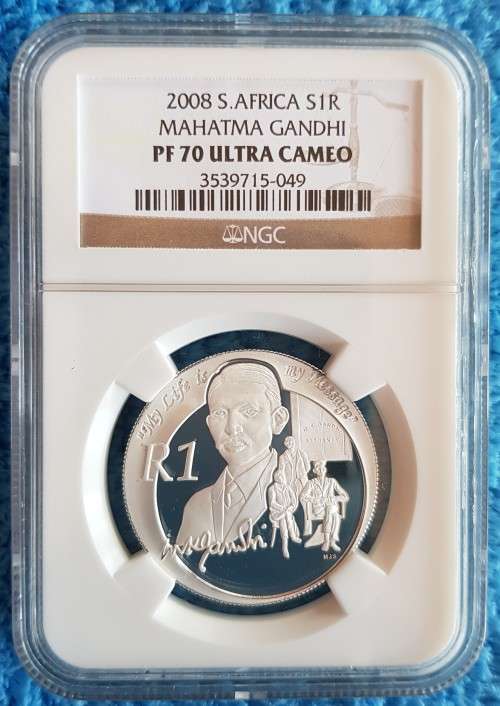 2008 S.AFRICA S1R
MAHATMA GANDHI
PF 70 ULTRA CAMEO
3539715-049
NGC
"My Life is my Message"
R1
M.K. GANDHI
MKGandhi
MJS